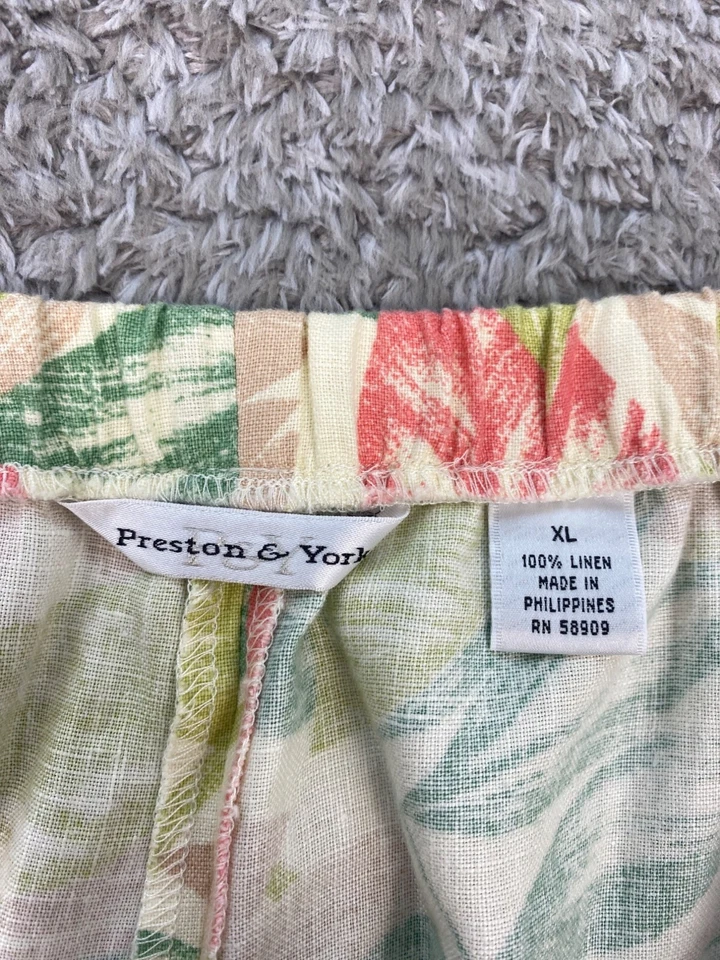 Preston & York
XL
100% LINEN
MADE IN
PHILIPPINES
RN 58909